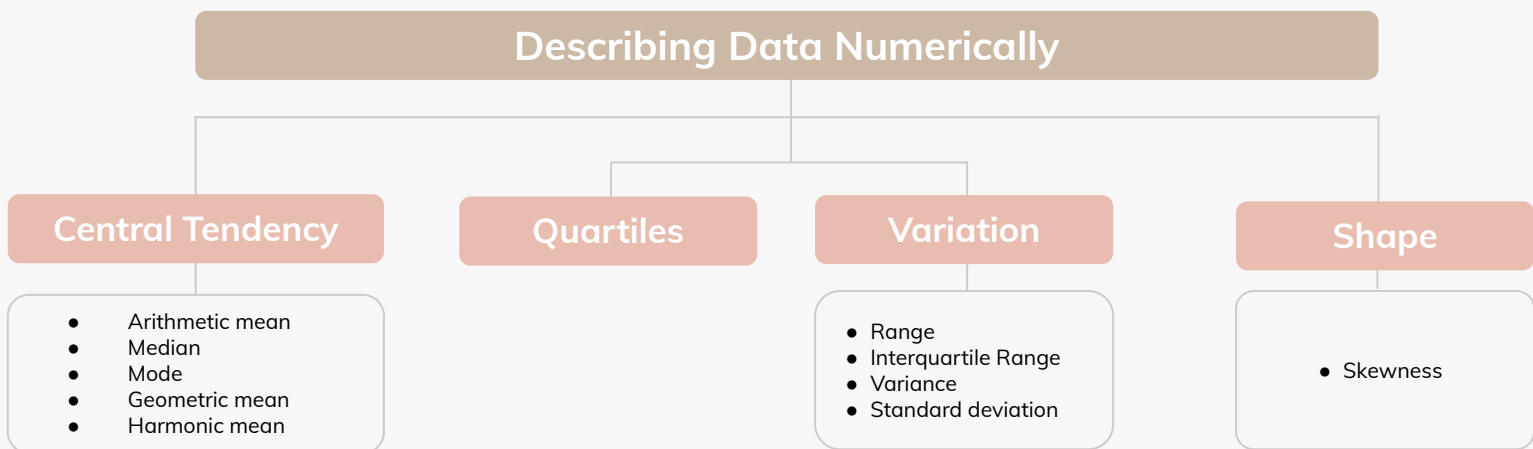 Describing Data Numerically
Central Tendency
Quartiles
Variation
Shape
● Arithmetic mean
● Median
● Mode
● Geometric mean
● Harmonic mean
● Range
● Interquartile Range
● Variance
● Standard deviation
● Skewness